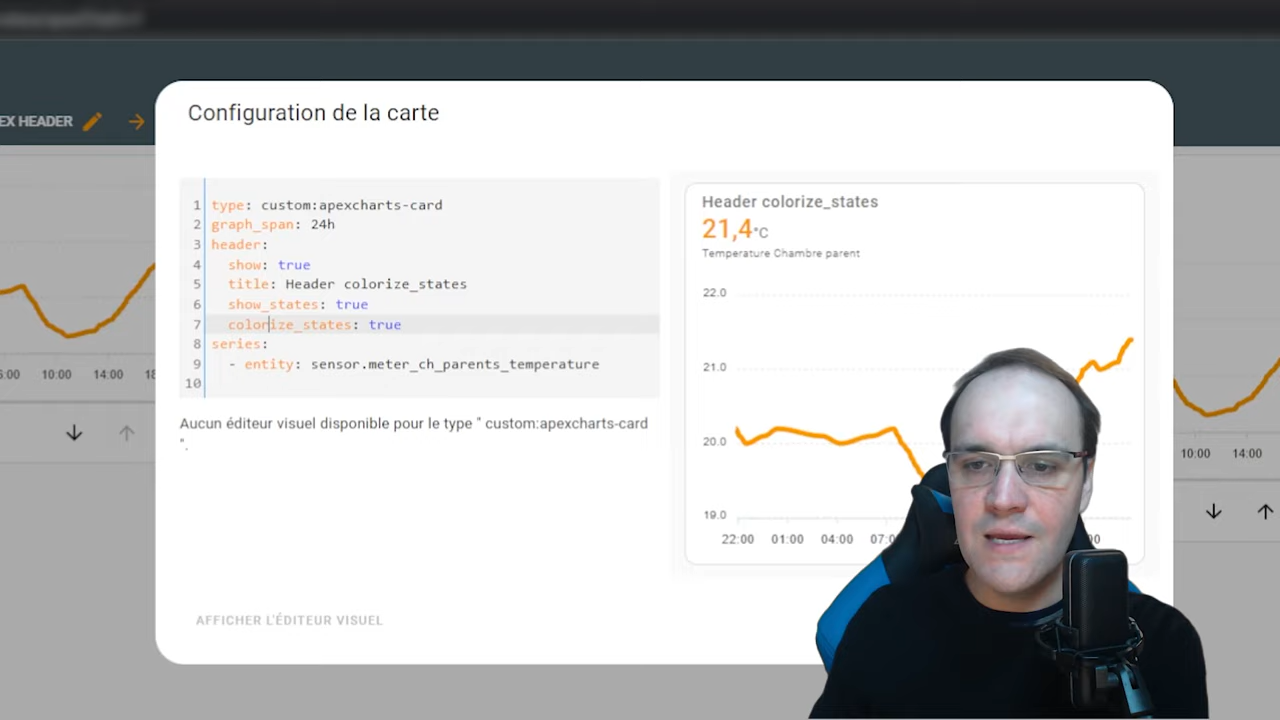 EX HEADER
Configuration de la carte
1 type: custom:apexcharts-card
2 graph_span: 24h
3 header:
4 show: true
5 title: Header colorize_states
6 show_states: true
7 colorize_states: true
8 series:
9 - entity: sensor.meter_ch_parents_temperature
10
Aucun éditeur visuel disponible pour le type " custom:apexcharts-card
".
AFFICHER L'ÉDITEUR VISUEL
Header colorize_states
21,4°C
Temperature Chambre parent
22.0
21.0
20.0
19.0
22:00 01:00 04:00 07:0
:00 10:00 14:00 18
10:00 14:00